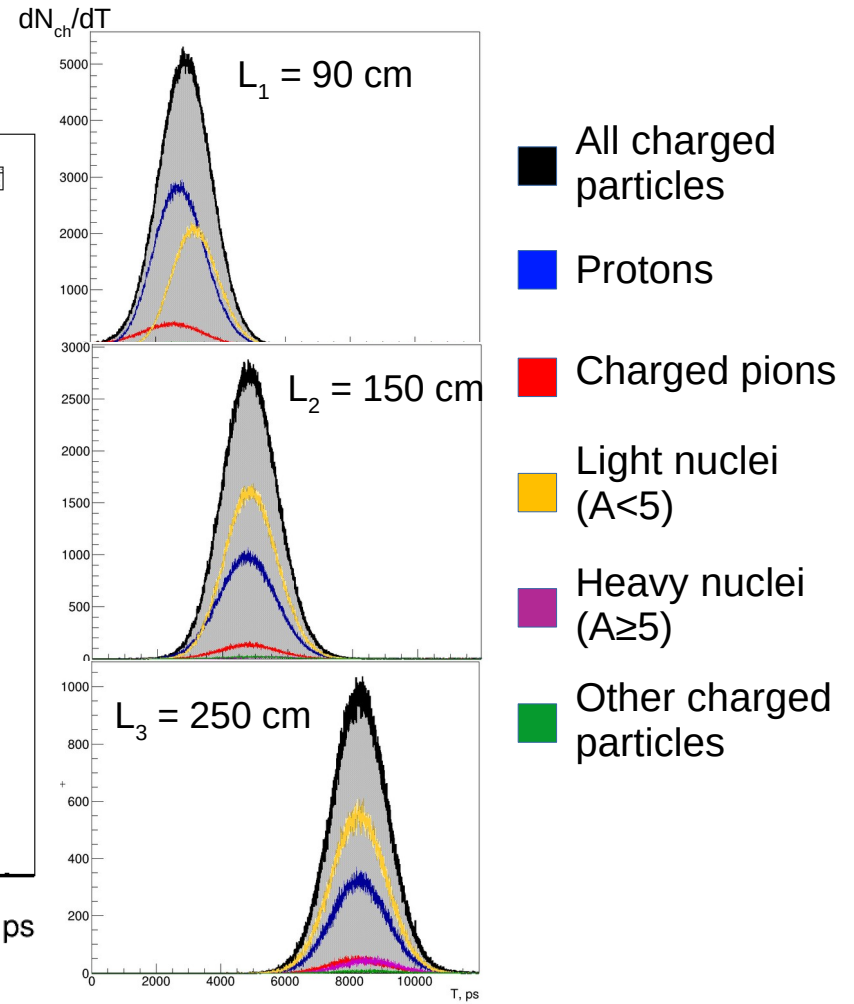 dN_ch/dT
5000
4000
3000
2000
1000
L_1 = 90 cm
3000
2500
2000
1500
1000
500
0
L_2 = 150 cm
1000
800
600
400
200
0
L_3 = 250 cm
0
2000
4000
6000
8000
10000
T, ps
ps
All charged
particles
Protons
Charged pions
Light nuclei
(A<5)
Heavy nuclei
(A≥5)
Other charged
particles